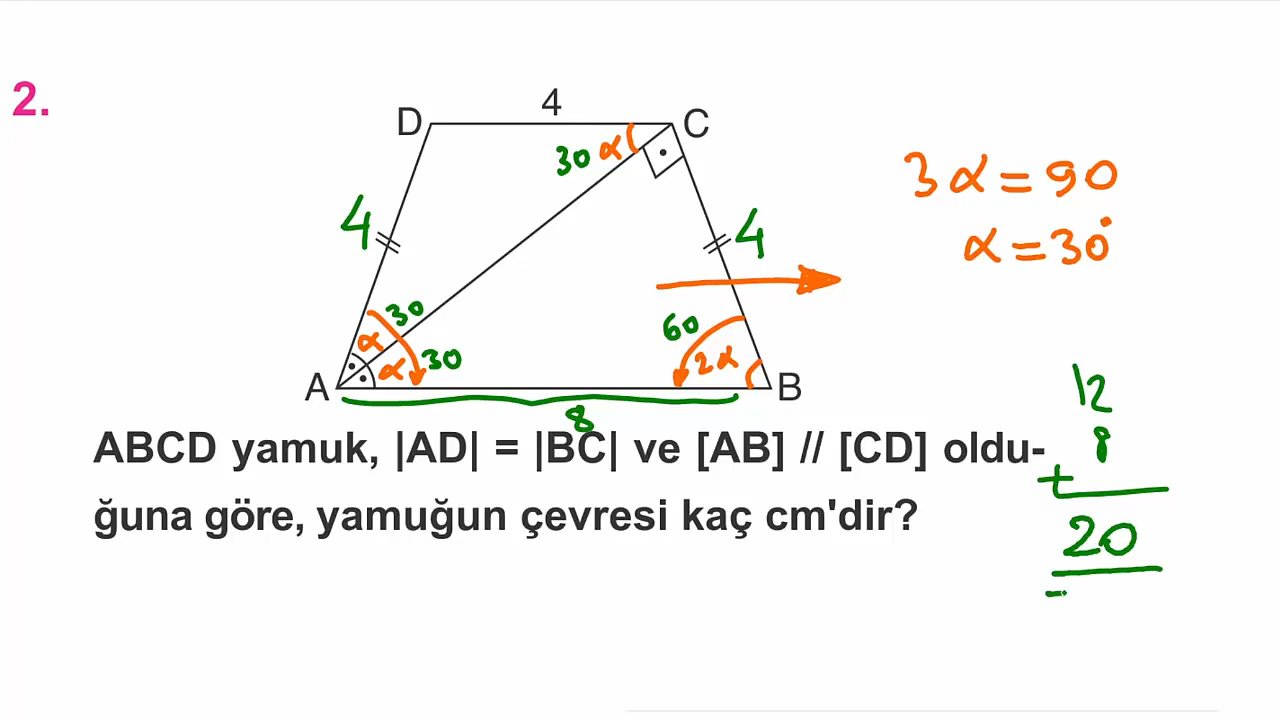 2.
4
D
C
30 α
4
4
30
α
α 30
60
2α
A
B
8
3α = 90
α = 30°
ABCD yamuk, |AD| = |BC| ve [AB] // [CD] oldu-
ğuna göre, yamuğun çevresi kaç cm'dir?
12
8
+
20